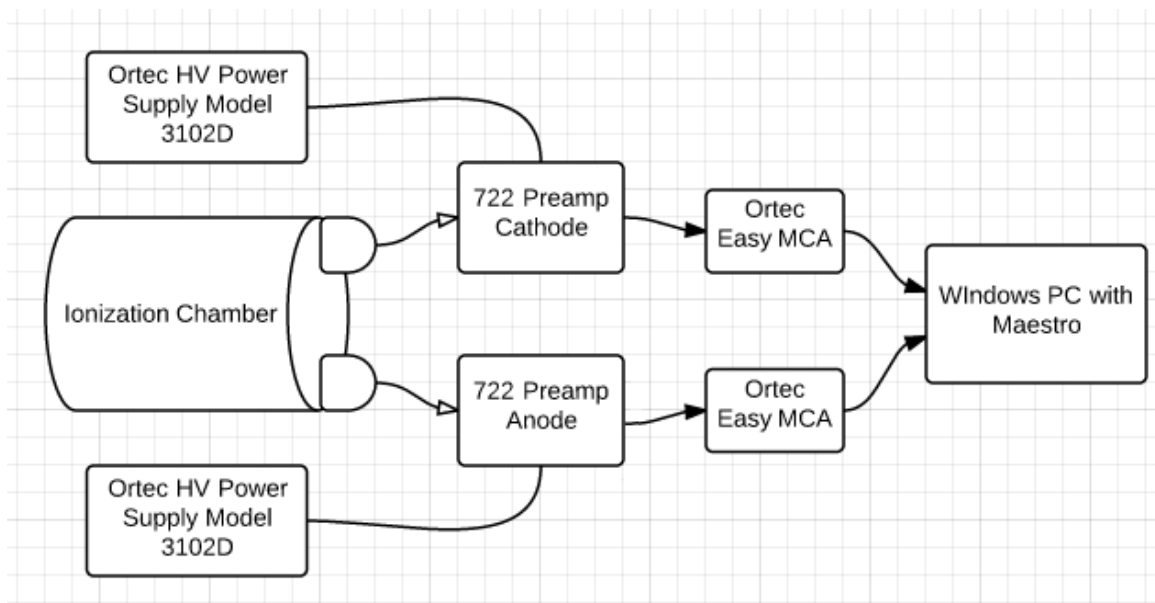 Ortec HV Power
Supply Model
3102D
722 Preamp
Cathode
Ortec
Easy MCA
Ionization Chamber
WIndows PC with
Maestro
722 Preamp
Anode
Ortec
Easy MCA
Ortec HV Power
Supply Model
3102D